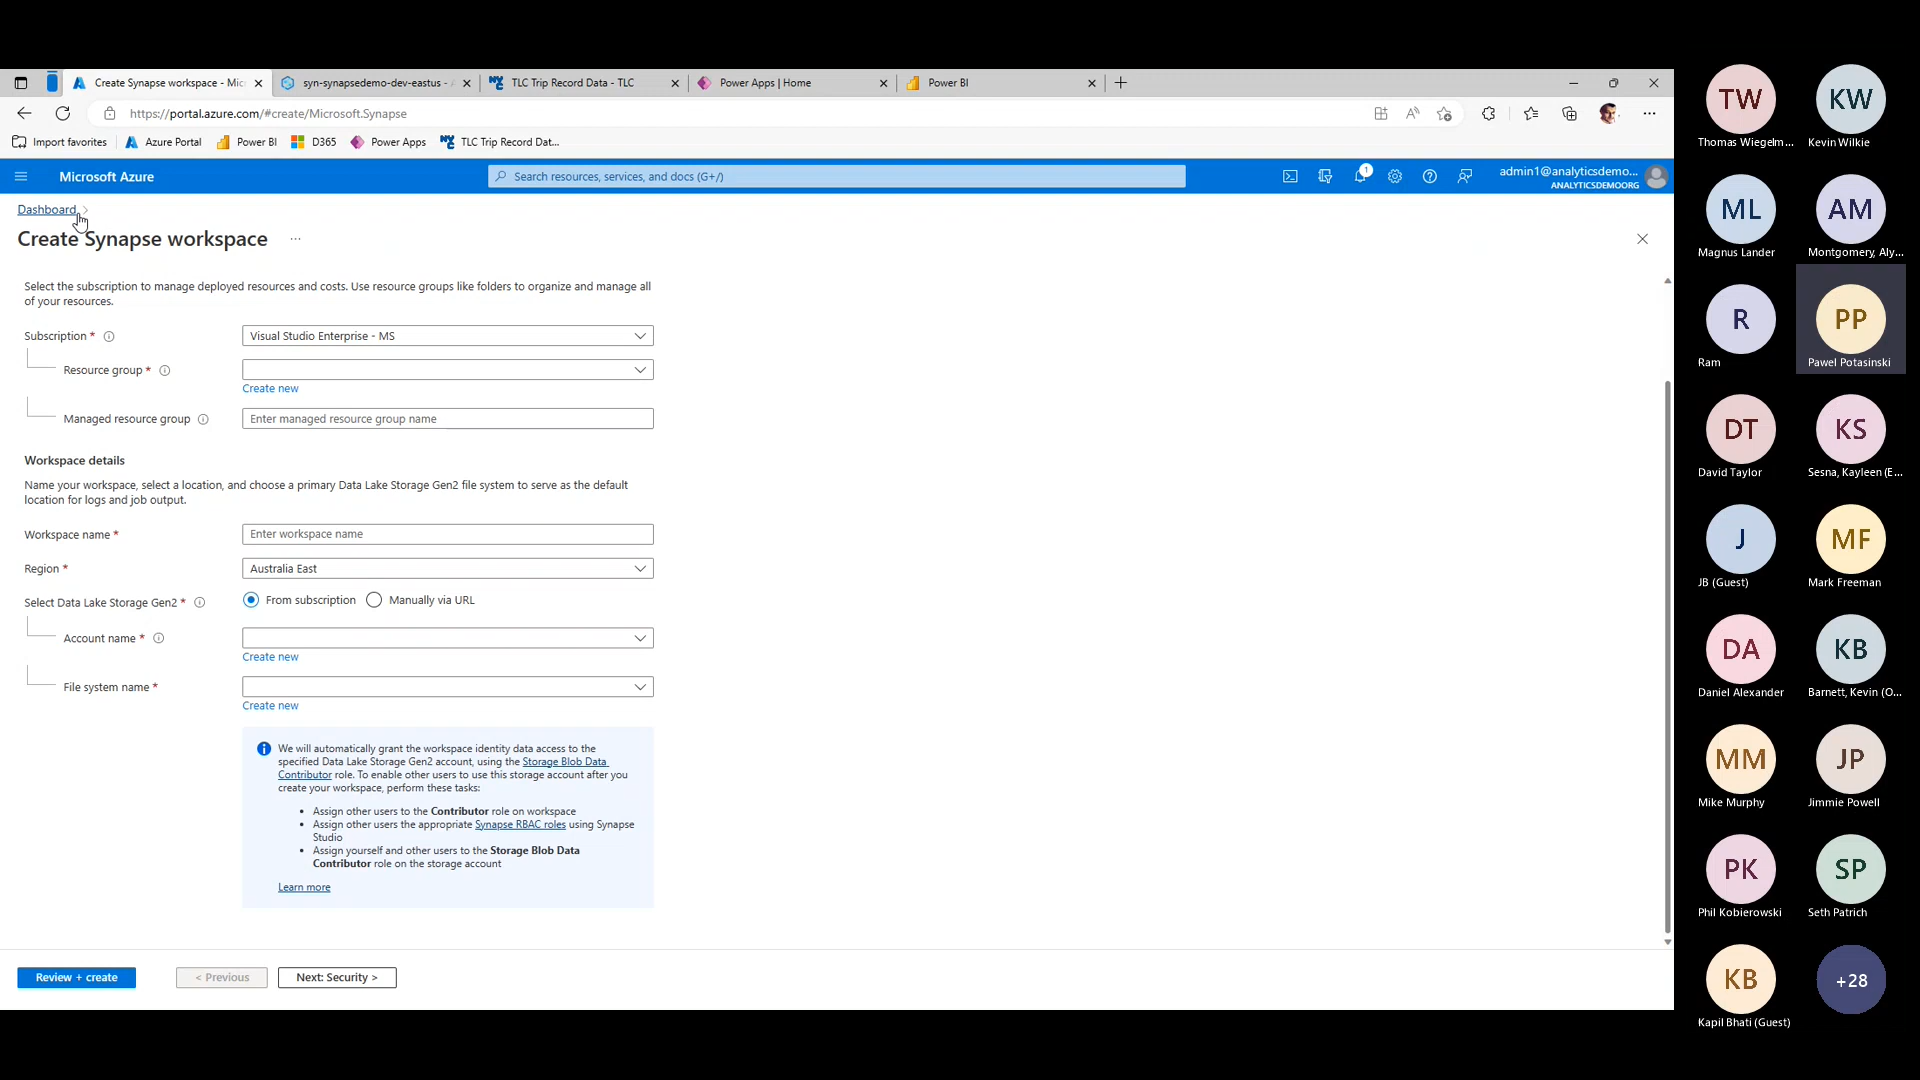 Create Synapse workspace - Mic
syn-synapsedemo-dev-eastus -
TLC Trip Record Data - TLC
Power Apps | Home
Power BI
https://portal.azure.com/#create/Microsoft.Synapse
Import favorites
Azure Portal
Power BI
D365
Power Apps
TLC Trip Record Dat...
Microsoft Azure
Search resources, services, and docs (G+/)
1
admin1@analyticsdemo...
ANALYTICSDEMOORG
Dashboard >
Create Synapse workspace ...
Select the subscription to manage deployed resources and costs. Use resource groups like folders to organize and manage all
of your resources.
Subscription *
Visual Studio Enterprise - MS
Resource group *
Create new
Managed resource group
Enter managed resource group name
Workspace details
Name your workspace, select a location, and choose a primary Data Lake Storage Gen2 file system to serve as the default
location for logs and job output.
Workspace name *
Enter workspace name
Region *
Australia East
Select Data Lake Storage Gen2 *
From subscription
Manually via URL
Account name *
Create new
File system name *
Create new
We will automatically grant the workspace identity data access to the
specified Data Lake Storage Gen2 account, using the Storage Blob Data
Contributor role. To enable other users to use this storage account after you
create your workspace, perform these tasks:
• Assign other users to the Contributor role on workspace
• Assign other users the appropriate Synapse RBAC roles using Synapse
Studio
• Assign yourself and other users to the Storage Blob Data
Contributor role on the storage account
Learn more
Review + create
< Previous
Next: Security >
TW
Thomas Wiegelm...
KW
Kevin Wilkie
ML
Magnus Lander
AM
Montgomery, Aly...
R
Ram
PP
Pawel Potasinski
DT
David Taylor
KS
Sesna, Kayleen (E...
J
JB (Guest)
MF
Mark Freeman
DA
Daniel Alexander
KB
Barnett, Kevin (O...
MM
Mike Murphy
JP
Jimmie Powell
PK
Phil Kobierowski
SP
Seth Patrich
KB
Kapil Bhati (Guest)
+28